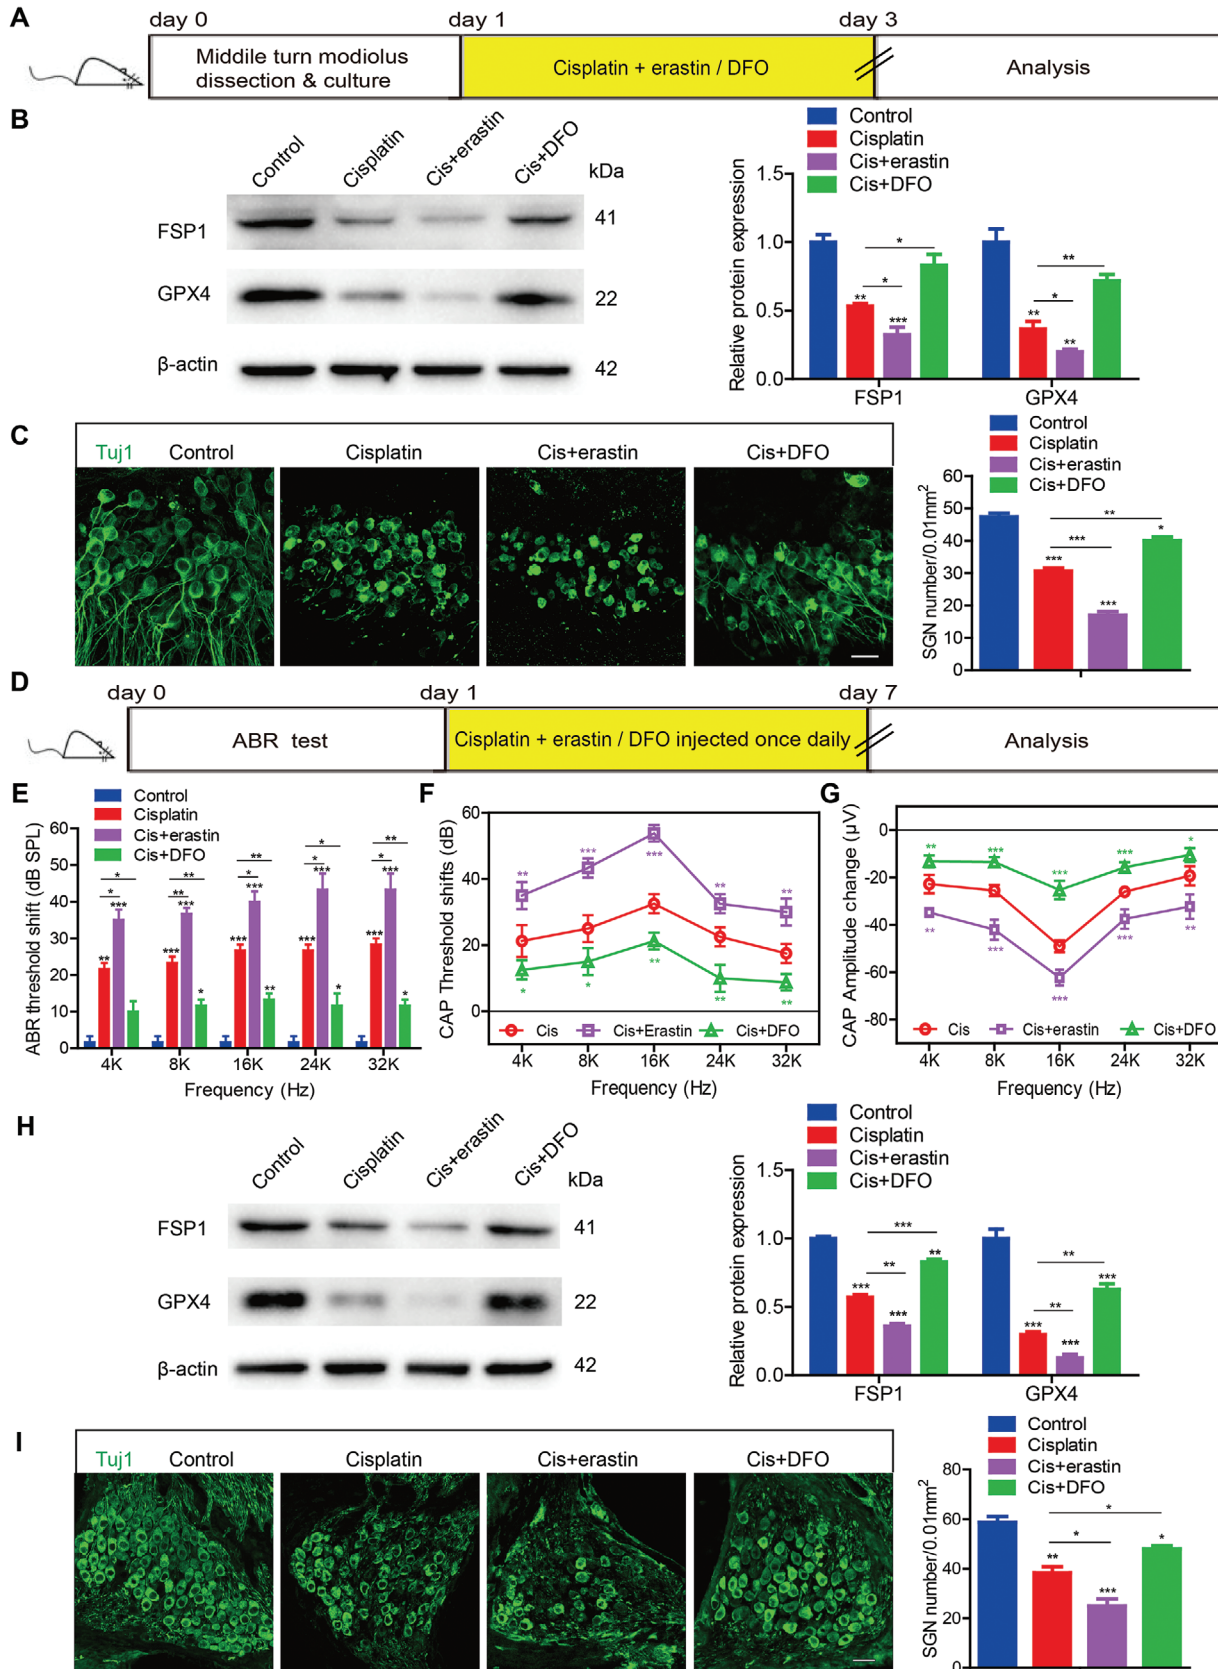 A
day 0
day 1
day 3
Middile turn modiolus
dissection & culture
Cisplatin + erastin / DFO
Analysis
B
Control
Cisplatin
Cis+erastin
Cis+DFO
kDa
FSP1
41
GPX4
22
β-actin
42
Control
Cisplatin
Cis+erastin
Cis+DFO
Relative protein expression
1.5
1.0
0.5
0.0
**
***
*
*
**
**
*
**
FSP1
GPX4
C
Tuj1
Control
Cisplatin
Cis+erastin
Cis+DFO
Control
Cisplatin
Cis+erastin
Cis+DFO
SGN number/0.01mm²
60
50
40
30
20
10
0
**
***
*
***
***
D
day 0
day 1
day 7
ABR test
Cisplatin + erastin / DFO injected once daily
Analysis
E
Control
Cisplatin
Cis+erastin
Cis+DFO
ABR threshold shift (dB SPL)
60
50
40
30
20
10
0
*
*
***
**
**
**
***
***
*
**
*
***
***
**
*
*
***
***
*
**
*
***
***
*
4K
8K
16K
24K
32K
Frequency (Hz)
F
CAP Threshold shifts (dB)
60
40
20
0
**
***
***
**
**
*
*
**
**
**
Cis
Cis+Erastin
Cis+DFO
4K
8K
16K
24K
32K
Frequency (Hz)
G
CAP Amplitude change (μV)
0
-20
-40
-60
-80
**
***
***
***
*
**
***
***
***
**
Cis
Cis+erastin
Cis+DFO
4K
8K
16K
24K
32K
Frequency (Hz)
H
Control
Cisplatin
Cis+erastin
Cis+DFO
kDa
FSP1
41
GPX4
22
β-actin
42
Control
Cisplatin
Cis+erastin
Cis+DFO
Relative protein expression
1.5
1.0
0.5
0.0
***
**
**
***
***
**
***
**
***
***
FSP1
GPX4
I
Tuj1
Control
Cisplatin
Cis+erastin
Cis+DFO
Control
Cisplatin
Cis+erastin
Cis+DFO
SGN number/0.01mm²
80
60
40
20
0
*
*
*
**
***